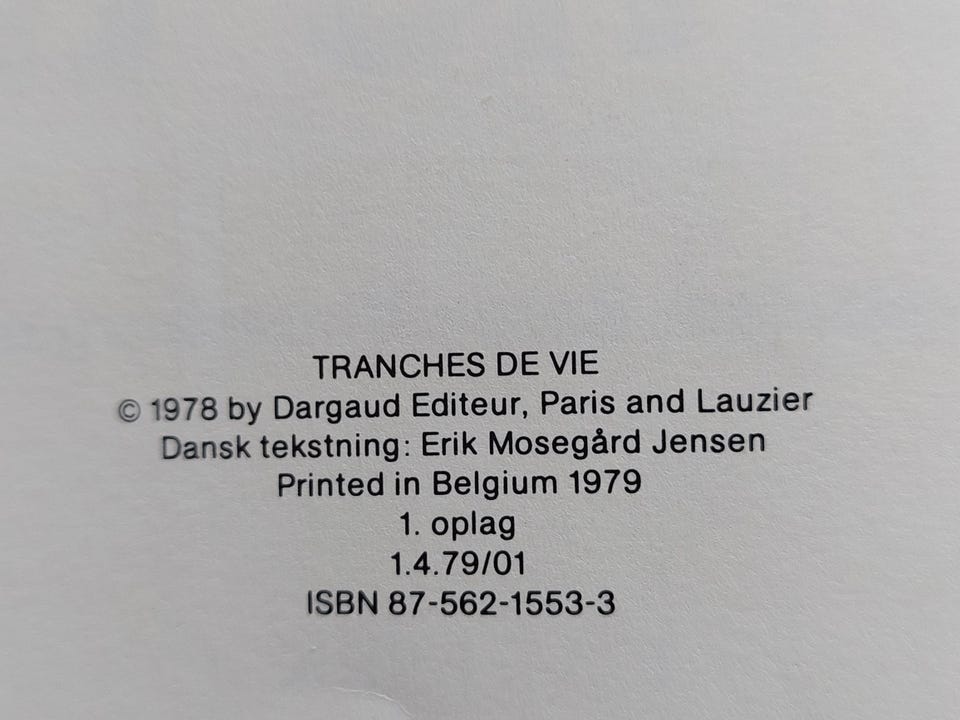 TRANCHES DE VIE
© 1978 by Dargaud Editeur, Paris and Lauzier
Dansk tekstning: Erik Mosegård Jensen
Printed in Belgium 1979
1. oplag
1.4.79/01
ISBN 87-562-1553-3